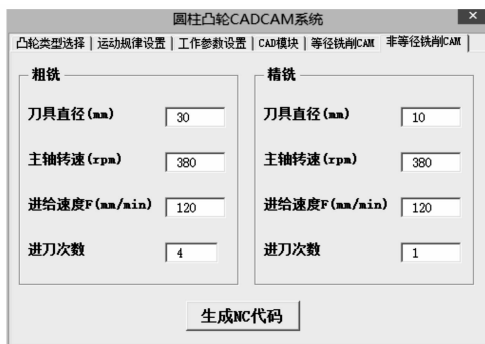 圆柱凸轮CADCAM系统
凸轮类型选择 运动规律设置 工作参数设置 CAD模块 等径铣削CAM 非等径铣削CAM
粗铣 精铣
刀具直径(mm) 30 刀具直径(mm) 10
主轴转速(rpm) 380 主轴转速(rpm) 380
进给速度F(mm/min) 120 进给速度F(mm/min) 120
进刀次数 4 进刀次数 1
生成NC代码